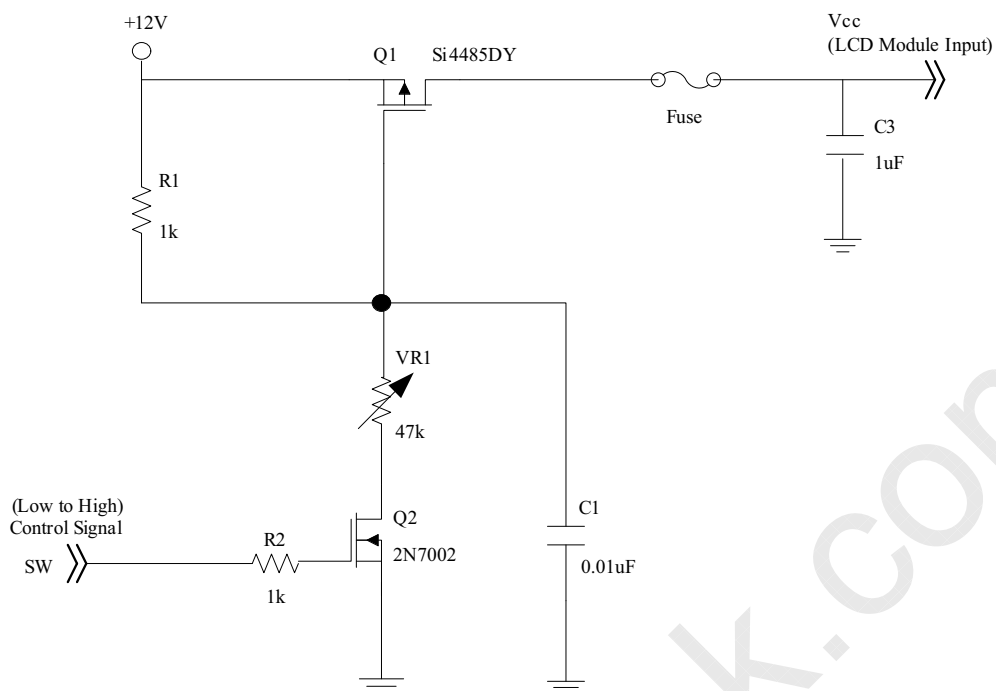 +12V
Q1
Si4485DY
Vcc
(LCD Module Input)
Fuse
C3
1uF
R1
1k
VR1
47k
(Low to High)
Control Signal
SW
R2
1k
Q2
2N7002
C1
0.01uF
k.com